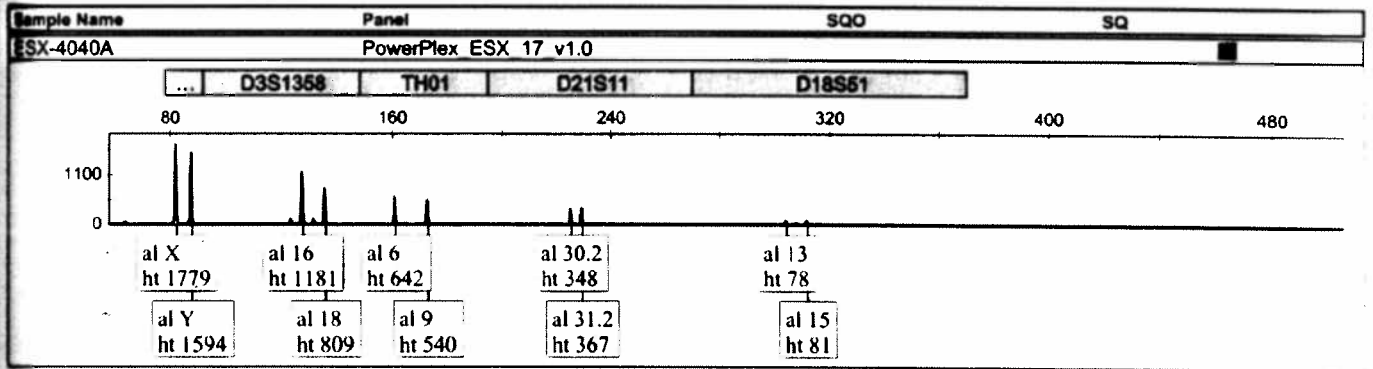 Sample Name Panel SQO SQ
ESX-4040A PowerPlex_ESX_17_v1.0
... D3S1358 TH01 D21S11 D18S51
80 160 240 320 400 480
1100
0
al X al 16 al 6 al 30.2 al 13
ht 1779 ht 1181 ht 642 ht 348 ht 78
al Y al 18 al 9 al 31.2 al 15
ht 1594 ht 809 ht 540 ht 367 ht 81